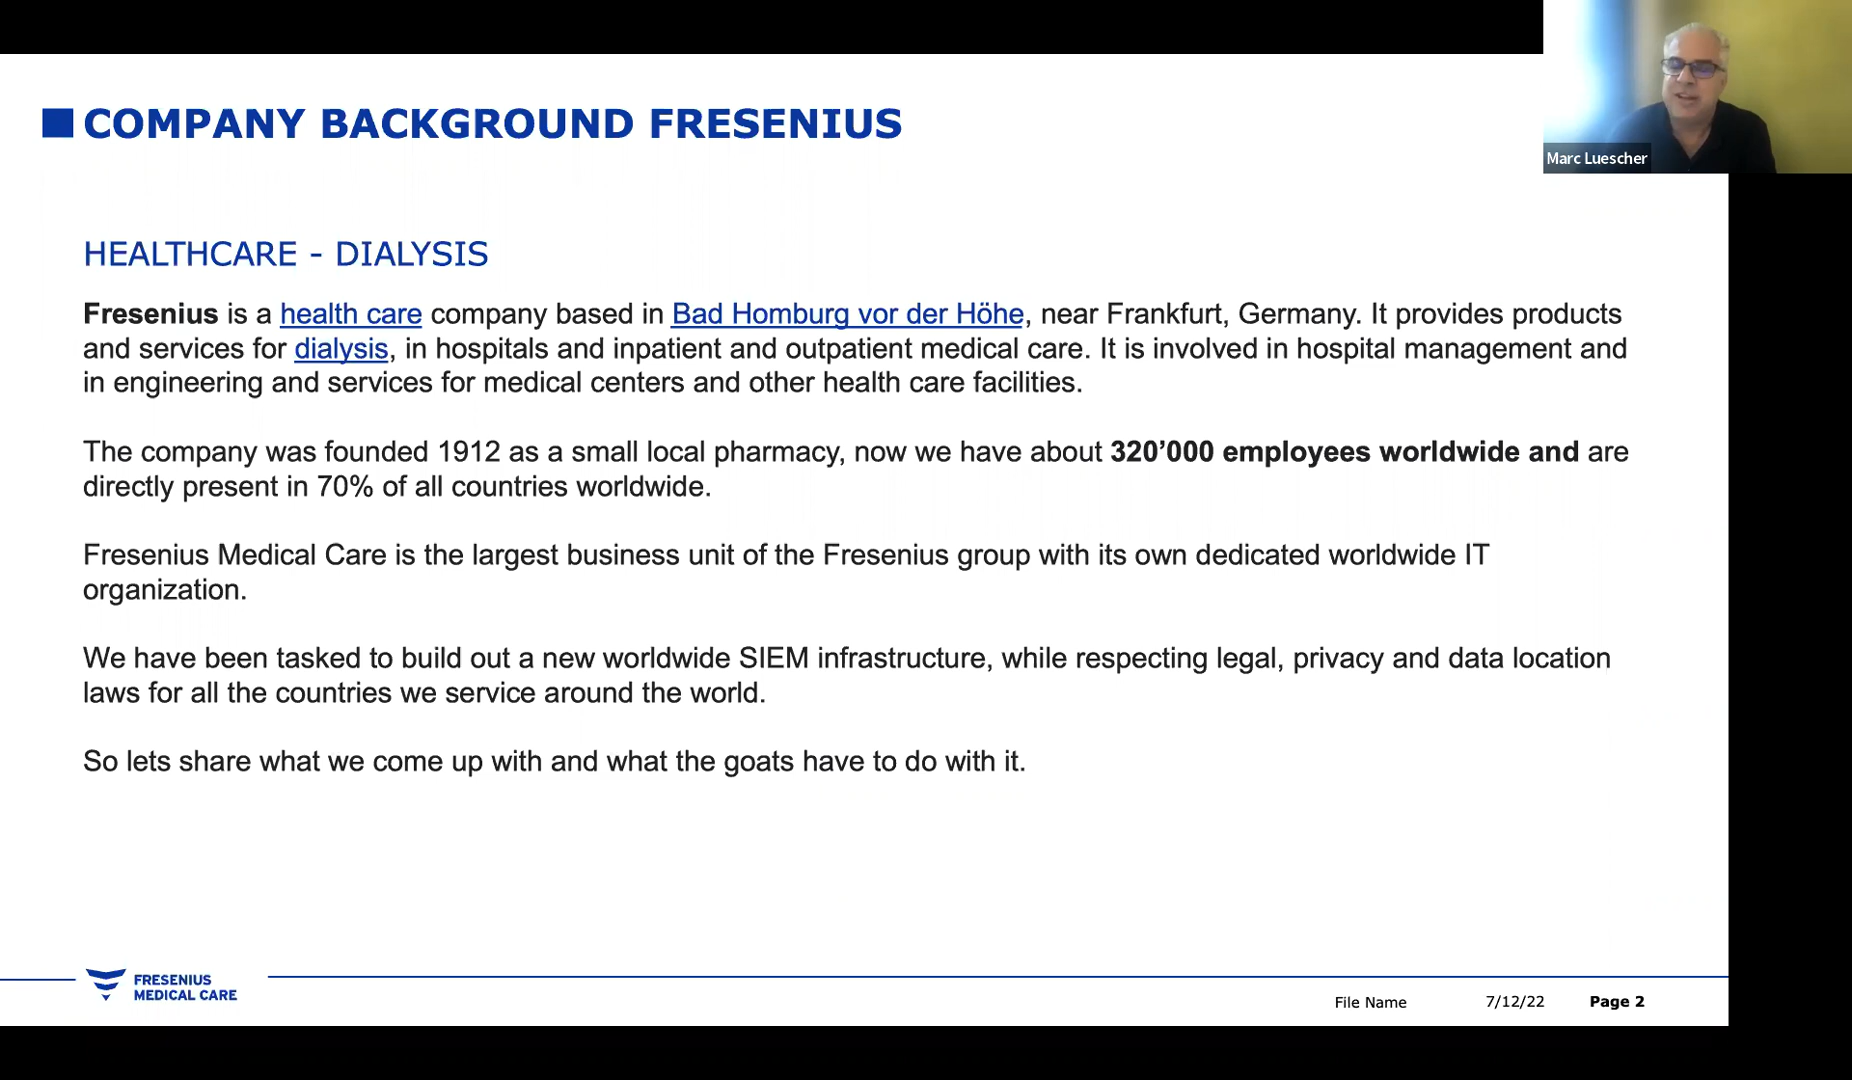 COMPANY BACKGROUND FRESENIUS
Marc Luescher
HEALTHCARE - DIALYSIS
Fresenius is a health care company based in Bad Homburg vor der Höhe, near Frankfurt, Germany. It provides products
and services for dialysis, in hospitals and inpatient and outpatient medical care. It is involved in hospital management and
in engineering and services for medical centers and other health care facilities.
The company was founded 1912 as a small local pharmacy, now we have about 320’000 employees worldwide and are
directly present in 70% of all countries worldwide.
Fresenius Medical Care is the largest business unit of the Fresenius group with its own dedicated worldwide IT
organization.
We have been tasked to build out a new worldwide SIEM infrastructure, while respecting legal, privacy and data location
laws for all the countries we service around the world.
So lets share what we come up with and what the goats have to do with it.
FRESENIUS
MEDICAL CARE
File Name 7/12/22 Page 2